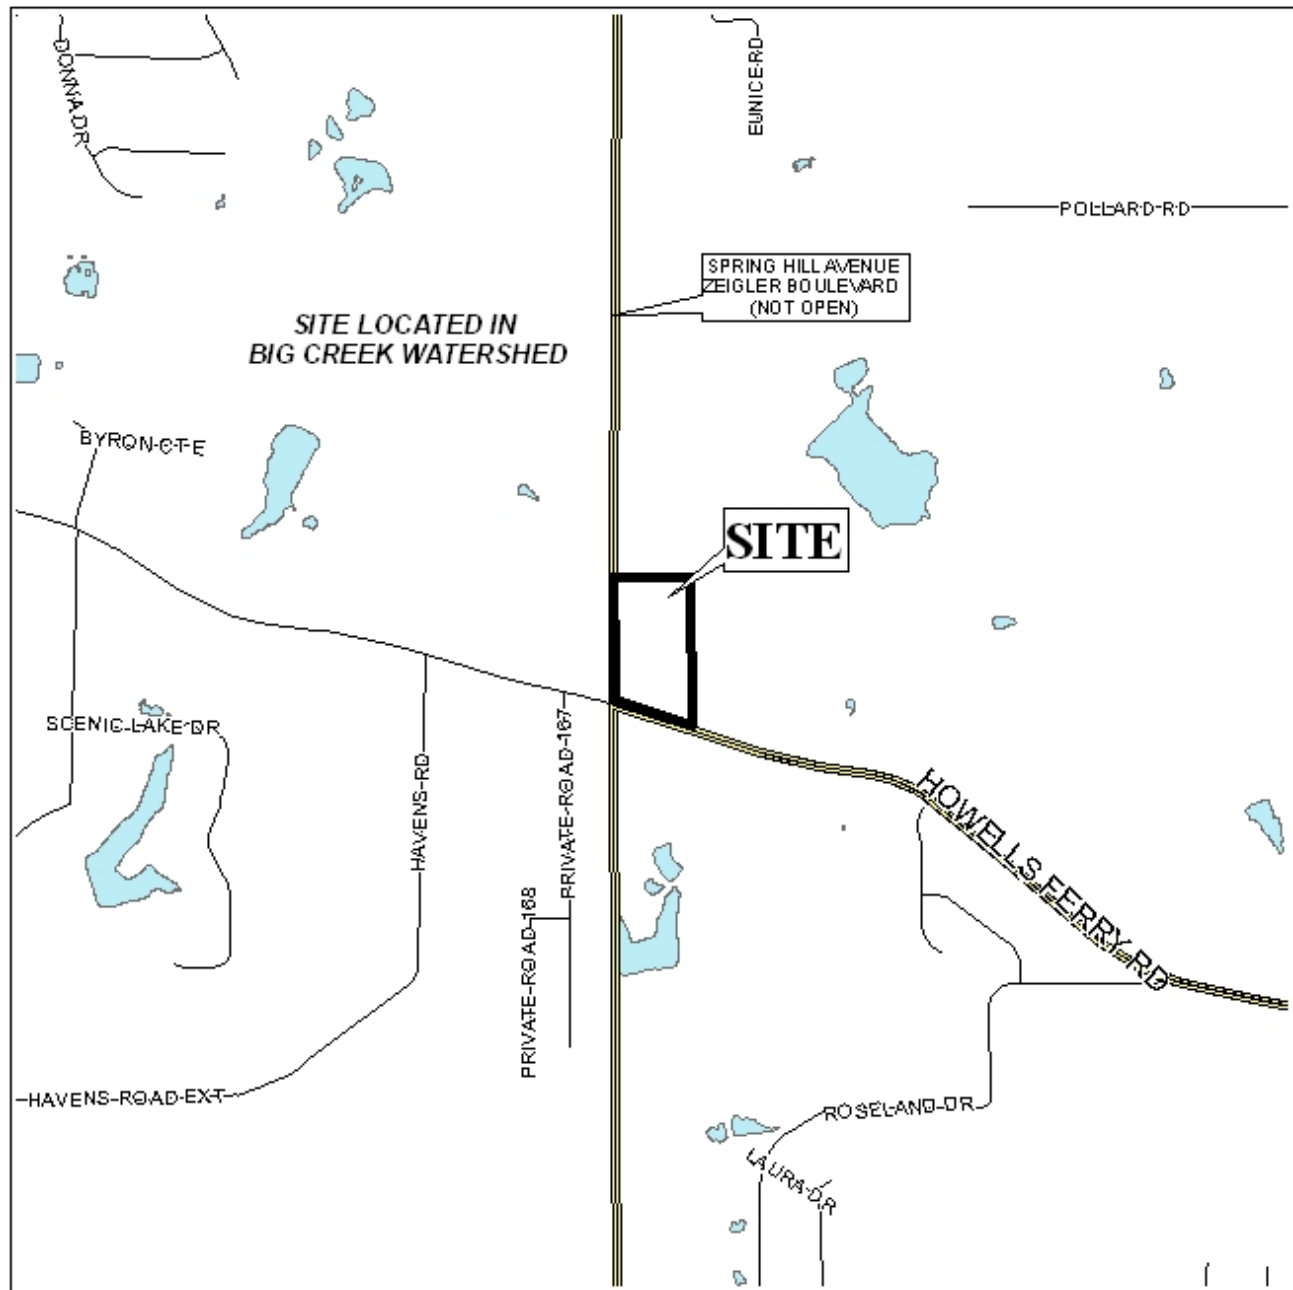 DONNA DR
EUNICE RD
POLLARD RD
SPRING HILL AVENUE
ZEIGLER BOULEVARD
(NOT OPEN)
SITE LOCATED IN
BIG CREEK WATERSHED
BYRON CT E
SITE
SCENIC LAKE DR
HAVENS RD
PRIVATE ROAD 167
PRIVATE ROAD 168
HOWELLS FERRY RD
HAVENS ROAD EXT
ROSELAND DR
LAURA DR